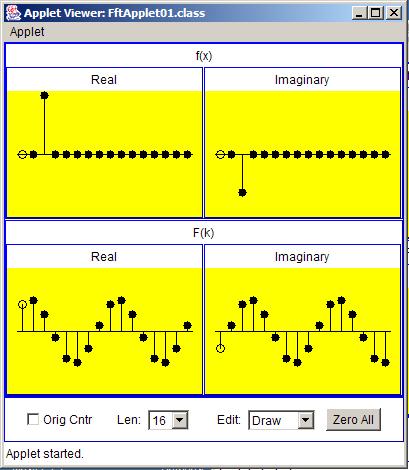 Applet Viewer: FftApplet01.class
Applet
f(x)
Real Imaginary
F(k)
Real Imaginary
Orig Cntr Len: 16 Edit: Draw Zero All
Applet started.